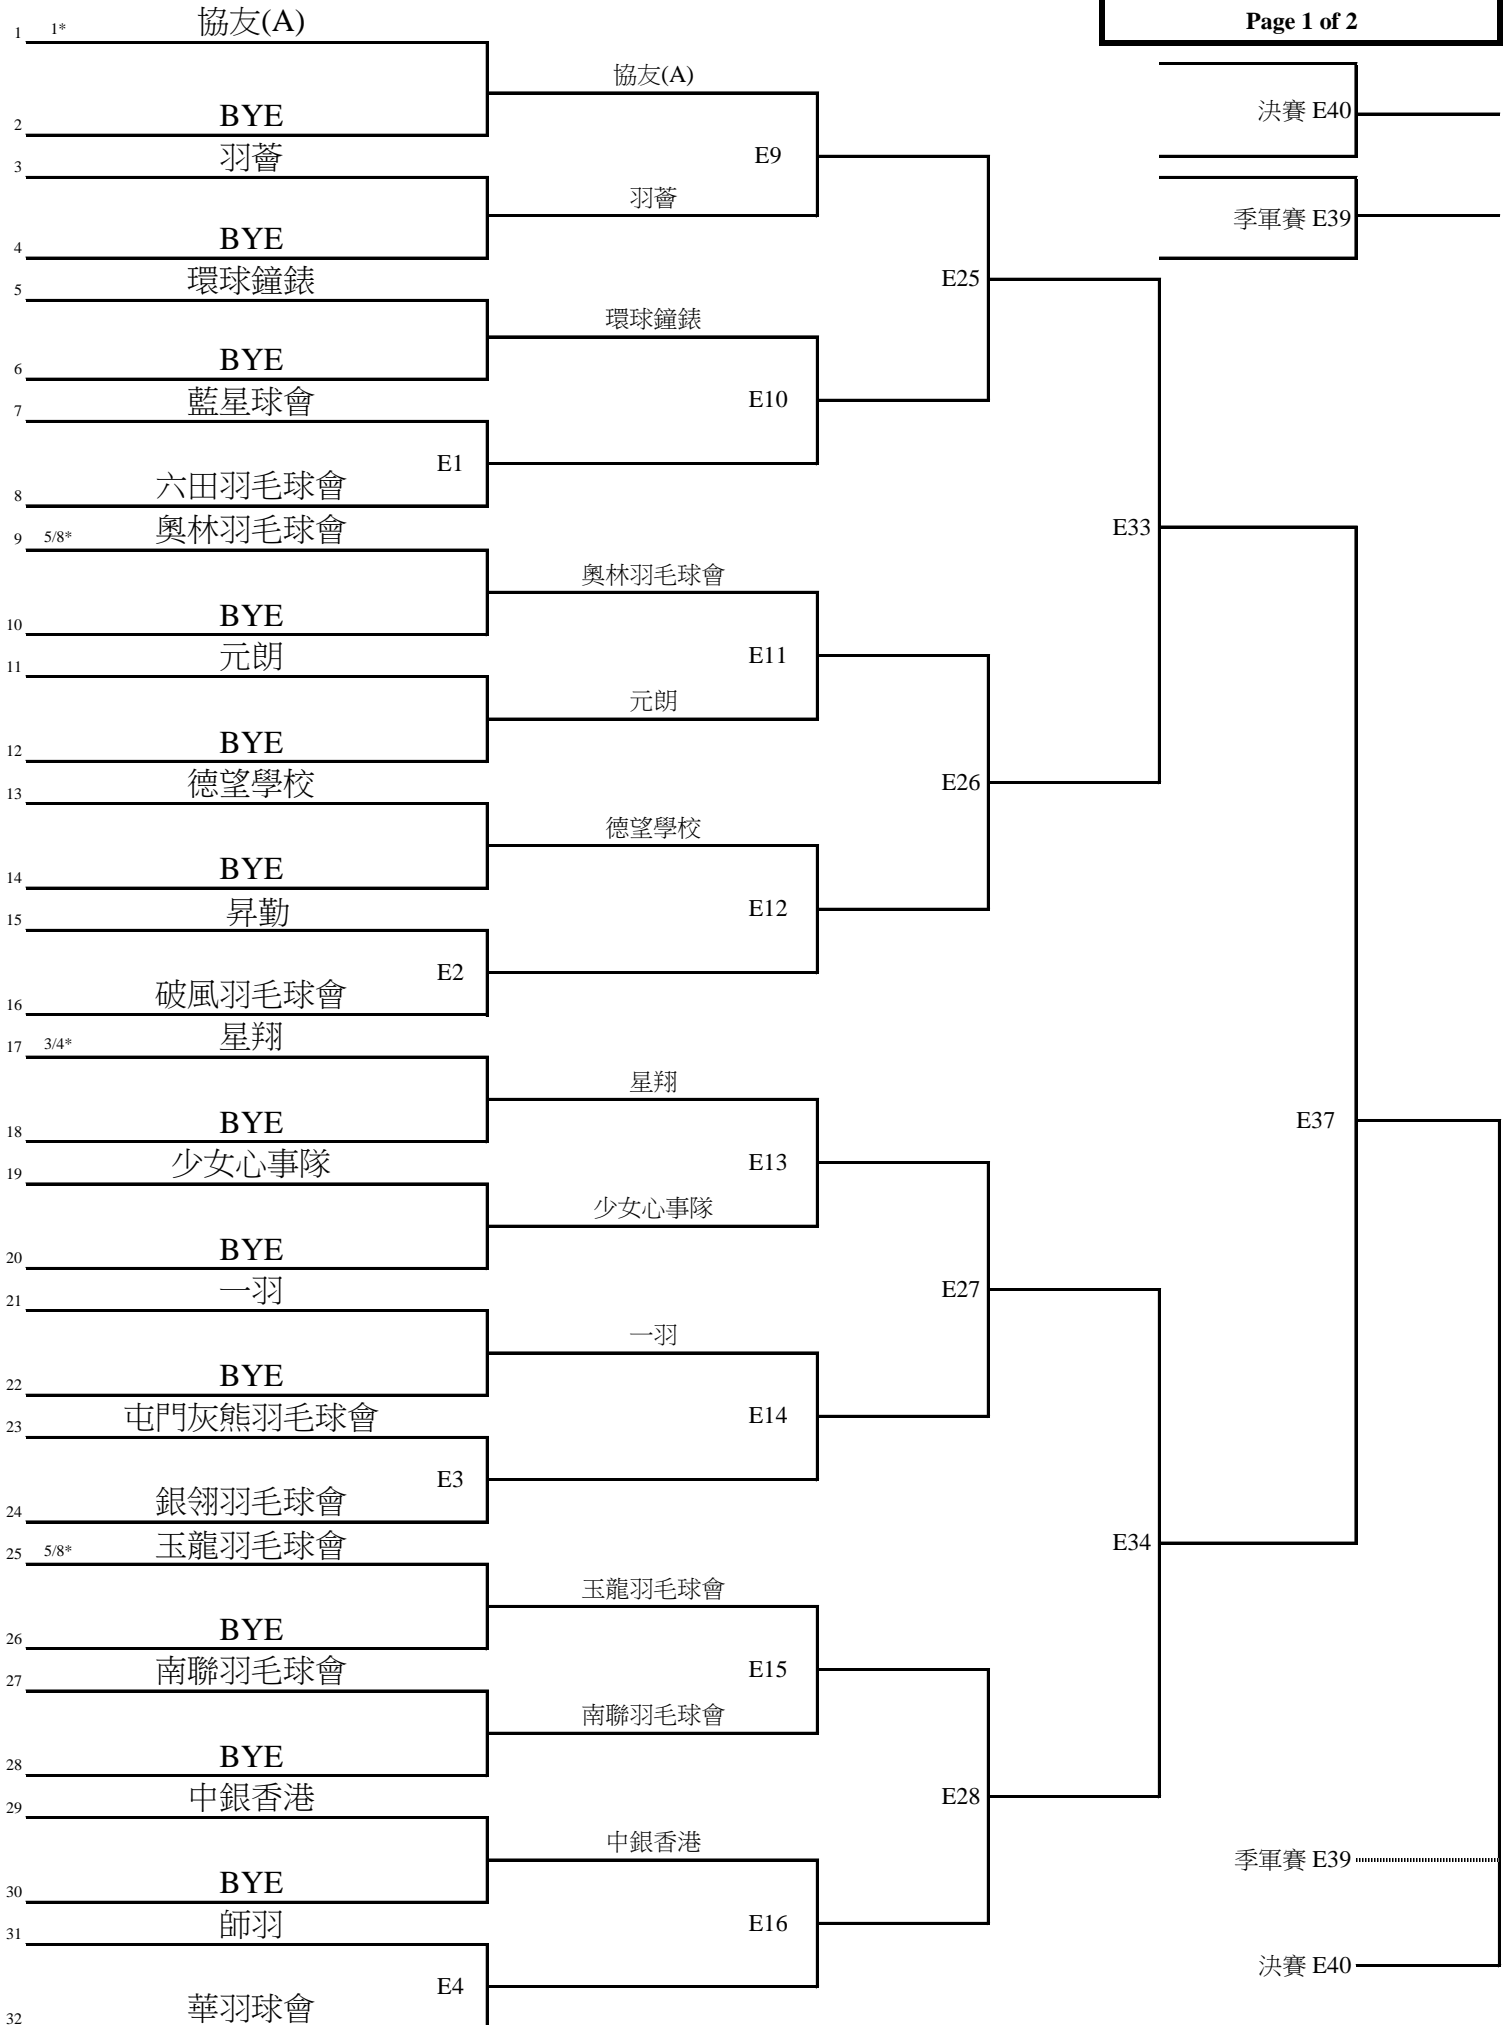 Page 1 of 2
1 1* 協友(A)
協友(A)
決賽 E40
2 BYE
3 羽薈
E9
羽薈
季軍賽 E39
4 BYE
5 環球鐘錶
E25
環球鐘錶
6 BYE
7 藍星球會
E10
E1
8 六田羽毛球會
9 5/8* 奧林羽毛球會
E33
奧林羽毛球會
10 BYE
11 元朗
E11
元朗
12 BYE
13 德望學校
E26
德望學校
14 BYE
15 昇勤
E12
E2
16 破風羽毛球會
17 3/4* 星翔
星翔
18 BYE
E37
19 少女心事隊
E13
少女心事隊
20 BYE
21 一羽
E27
一羽
22 BYE
23 屯門灰熊羽毛球會
E14
E3
24 銀翎羽毛球會
25 5/8* 玉龍羽毛球會
E34
玉龍羽毛球會
26 BYE
27 南聯羽毛球會
E15
南聯羽毛球會
28 BYE
29 中銀香港
E28
中銀香港
季軍賽 E39
30 BYE
31 師羽
E16
決賽 E40
E4
32 華羽球會